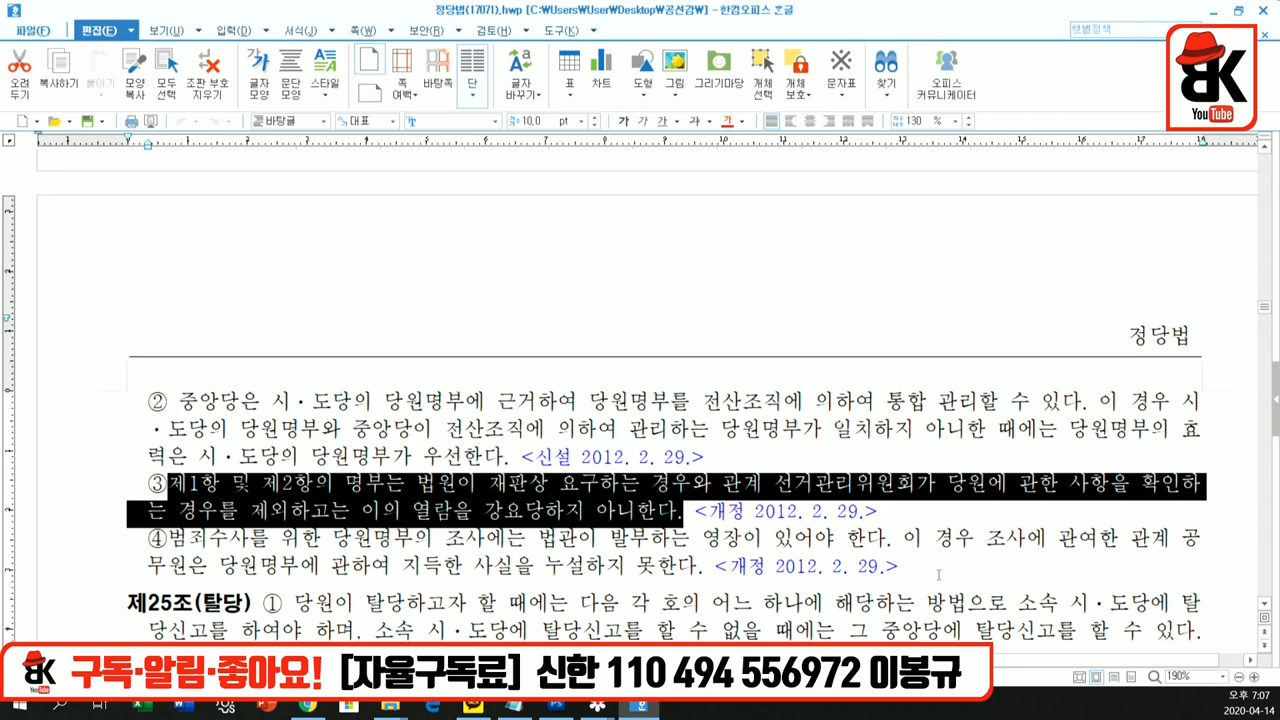 정당법(17071).hwp [C:₩Users₩User₩Desktop₩공선감₩] - 한컴오피스 흔글
파일(F) 편집(E) 보기(U) 입력(D) 서식(J) 쪽(W) 보안(R) 검토(H) 도구(K)
오려 두기 복사하기 붙이기 모양 복사 모두 선택 조판 부호 지우기 글자 모양 문단 모양 스타일 쪽 여백 바탕쪽 단 글자 바꾸기 표 차트 도형 그림 그리기마당 개체 선택 개체 보호 문자표 찾기 오피스 커뮤니케이터
BK
YouTube
바탕글 대표 10.0 pt 가 가 가 가 가 130 %
정당법
② 중앙당은 시·도당의 당원명부에 근거하여 당원명부를 전산조직에 의하여 통합 관리할 수 있다. 이 경우 시
·도당의 당원명부와 중앙당이 전산조직에 의하여 관리하는 당원명부가 일치하지 아니한 때에는 당원명부의 효
력은 시·도당의 당원명부가 우선한다. <신설 2012. 2. 29.>
③제1항 및 제2항의 명부는 법원이 재판상 요구하는 경우와 관계 선거관리위원회가 당원에 관한 사항을 확인하
는 경우를 제외하고는 이의 열람을 강요당하지 아니한다. <개정 2012. 2. 29.>
④범죄수사를 위한 당원명부의 조사에는 법관이 발부하는 영장이 있어야 한다. 이 경우 조사에 관여한 관계 공
무원은 당원명부에 관하여 지득한 사실을 누설하지 못한다. <개정 2012. 2. 29.>
제25조(탈당) ① 당원이 탈당하고자 할 때에는 다음 각 호의 어느 하나에 해당하는 방법으로 소속 시·도당에 탈
당신고를 하여야 하며, 소속 시·도당에 탈당신고를 할 수 없을 때에는 그 중앙당에 탈당신고를 할 수 있다.
BK YouTube 구독·알림·좋아요! [자율구독료] 신한 110 494 556972 이봉규
190%
오후 7:07
2020-04-14